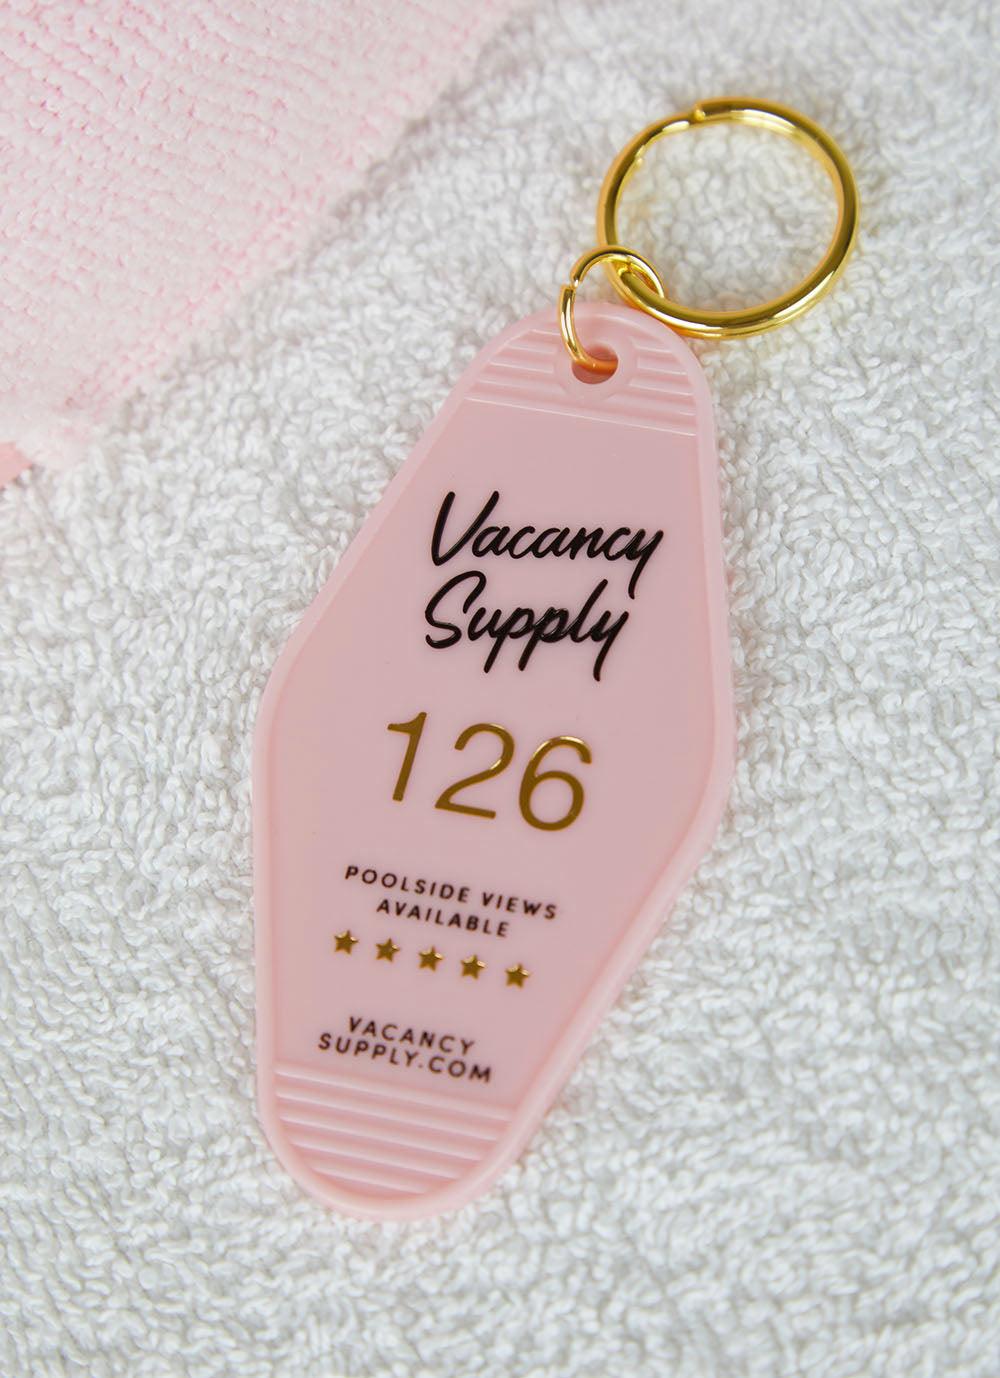 Vacancy
Supply
126
POOLSIDE VIEWS
AVAILABLE
VACANCY
SUPPLY.COM